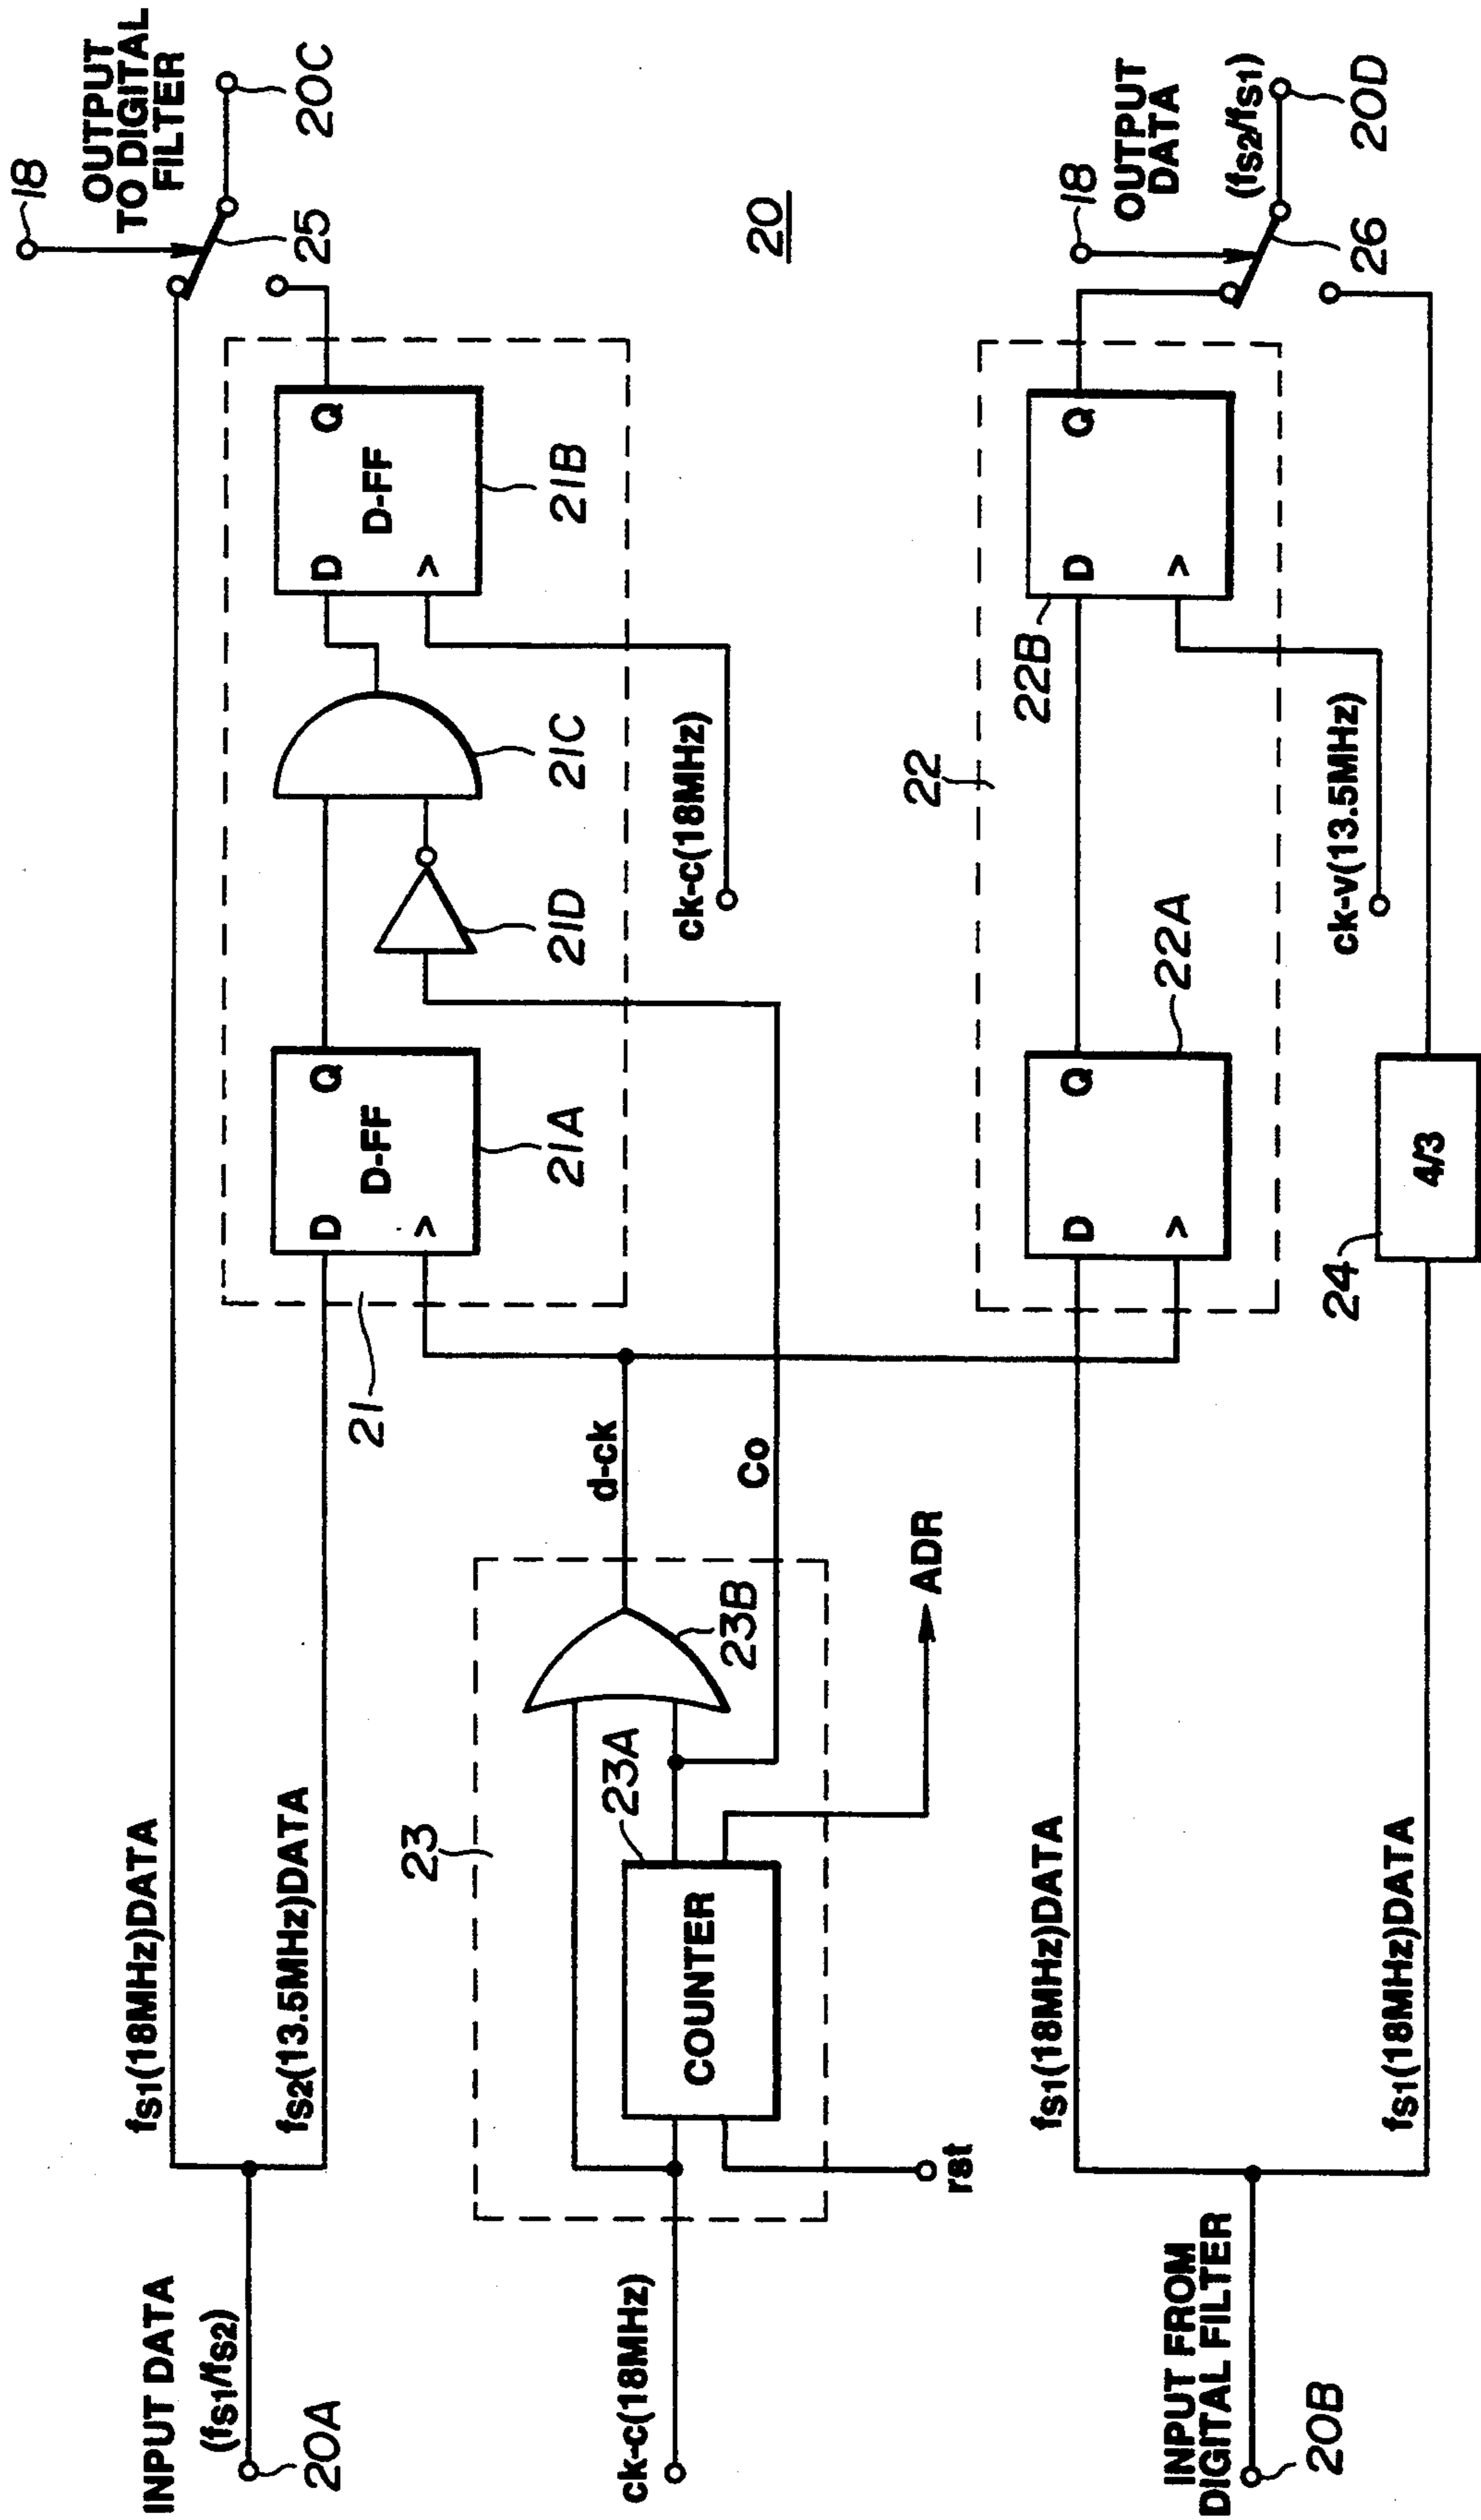 INPUT DATA
(fs1/fs2)
20A
fs1(18MHz)DATA
fs2(13.5MHz)DATA
18
OUTPUT
TO DIGITAL
FILTER
20C
25
21
D
Q
D-FF
>
21A
21D
21C
D
Q
D-FF
>
21B
ck-c(18MHz)
20
ck-c(18MHz)
23
COUNTER
23A
23B
rst
d-ck
Co
ADR
INPUT FROM
DIGITAL FILTER
20B
fs1(18MHz)DATA
fs1(18MHz)DATA
22
D
Q
>
22A
22B
D
Q
>
ck-v(13.5MHz)
24
4/3
18
OUTPUT
DATA
(fs2/fs1)
26
20D